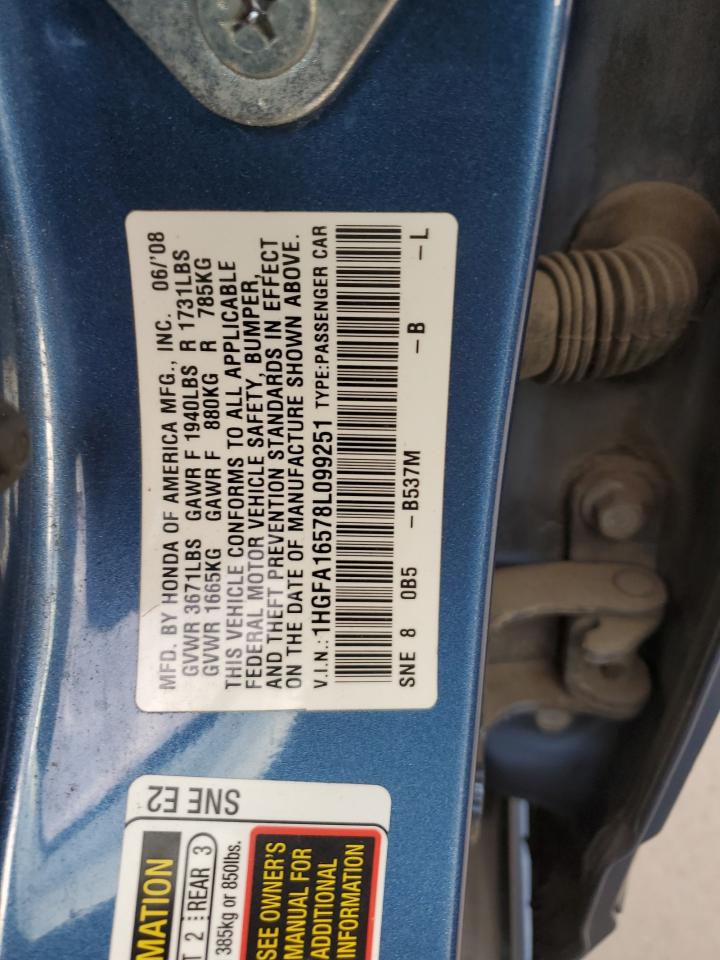 MFD. BY HONDA OF AMERICA MFG., INC. 06/'08
GVWR 3671LBS GAWR F 1940LBS R 1731LBS
GVWR 1665KG GAWR F 880KG R 785KG
THIS VEHICLE CONFORMS TO ALL APPLICABLE
FEDERAL MOTOR VEHICLE SAFETY, BUMPER,
AND THEFT PREVENTION STANDARDS IN EFFECT
ON THE DATE OF MANUFACTURE SHOWN ABOVE.
V.I.N.: 1HGFA16578L099251 TYPE:PASSENGER CAR
SNE 8 0B5 -B537M -B -L
SNE E2
MATION
T 2 REAR 3
385kg or 850lbs.
SEE OWNER'S
MANUAL FOR
ADDITIONAL
INFORMATION